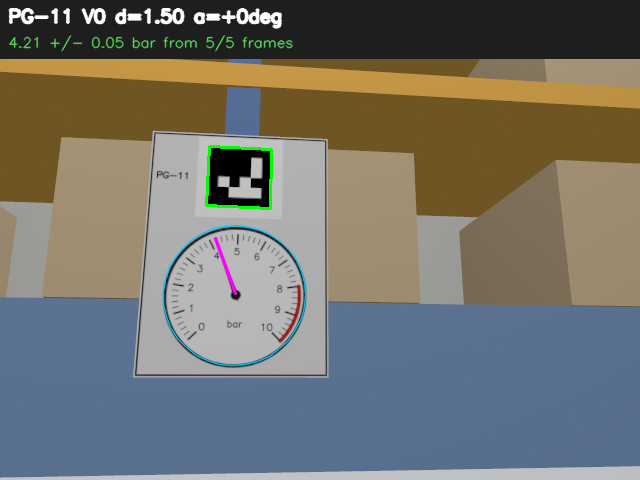 PG-11 V0 d=1.50 a=+0deg
4.21 +/- 0.05 bar from 5/5 frames
PG-11
0 1 2 3 4 5 6 7 8 9 10
bar